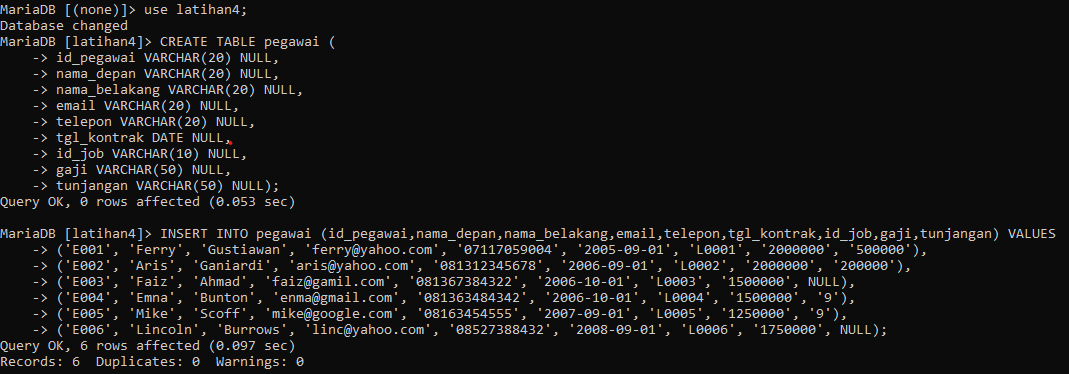 MariaDB [(none)]> use latihan4;
Database changed
MariaDB [latihan4]> CREATE TABLE pegawai (
    -> id_pegawai VARCHAR(20) NULL,
    -> nama_depan VARCHAR(20) NULL,
    -> nama_belakang VARCHAR(20) NULL,
    -> email VARCHAR(20) NULL,
    -> telepon VARCHAR(20) NULL,
    -> tgl_kontrak DATE NULL,
    -> id_job VARCHAR(10) NULL,
    -> gaji VARCHAR(50) NULL,
    -> tunjangan VARCHAR(50) NULL);
Query OK, 0 rows affected (0.053 sec)

MariaDB [latihan4]> INSERT INTO pegawai (id_pegawai,nama_depan,nama_belakang,email,telepon,tgl_kontrak,id_job,gaji,tunjangan) VALUES
    -> ('E001', 'Ferry', 'Gustiawan', 'ferry@yahoo.com', '07117059004', '2005-09-01', 'L0001', '2000000', '500000'),
    -> ('E002', 'Aris', 'Ganiardi', 'aris@yahoo.com', '081312345678', '2006-09-01', 'L0002', '2000000', '200000'),
    -> ('E003', 'Faiz', 'Ahmad', 'faiz@gamil.com', '081367384322', '2006-10-01', 'L0003', '1500000', NULL),
    -> ('E004', 'Emna', 'Bunton', 'enma@gmail.com', '081363484342', '2006-10-01', 'L0004', '1500000', '9'),
    -> ('E005', 'Mike', 'Scoff', 'mike@google.com', '08163454555', '2007-09-01', 'L0005', '1250000', '9'),
    -> ('E006', 'Lincoln', 'Burrows', 'linc@yahoo.com', '08527388432', '2008-09-01', 'L0006', '1750000', NULL);
Query OK, 6 rows affected (0.097 sec)
Records: 6  Duplicates: 0  Warnings: 0